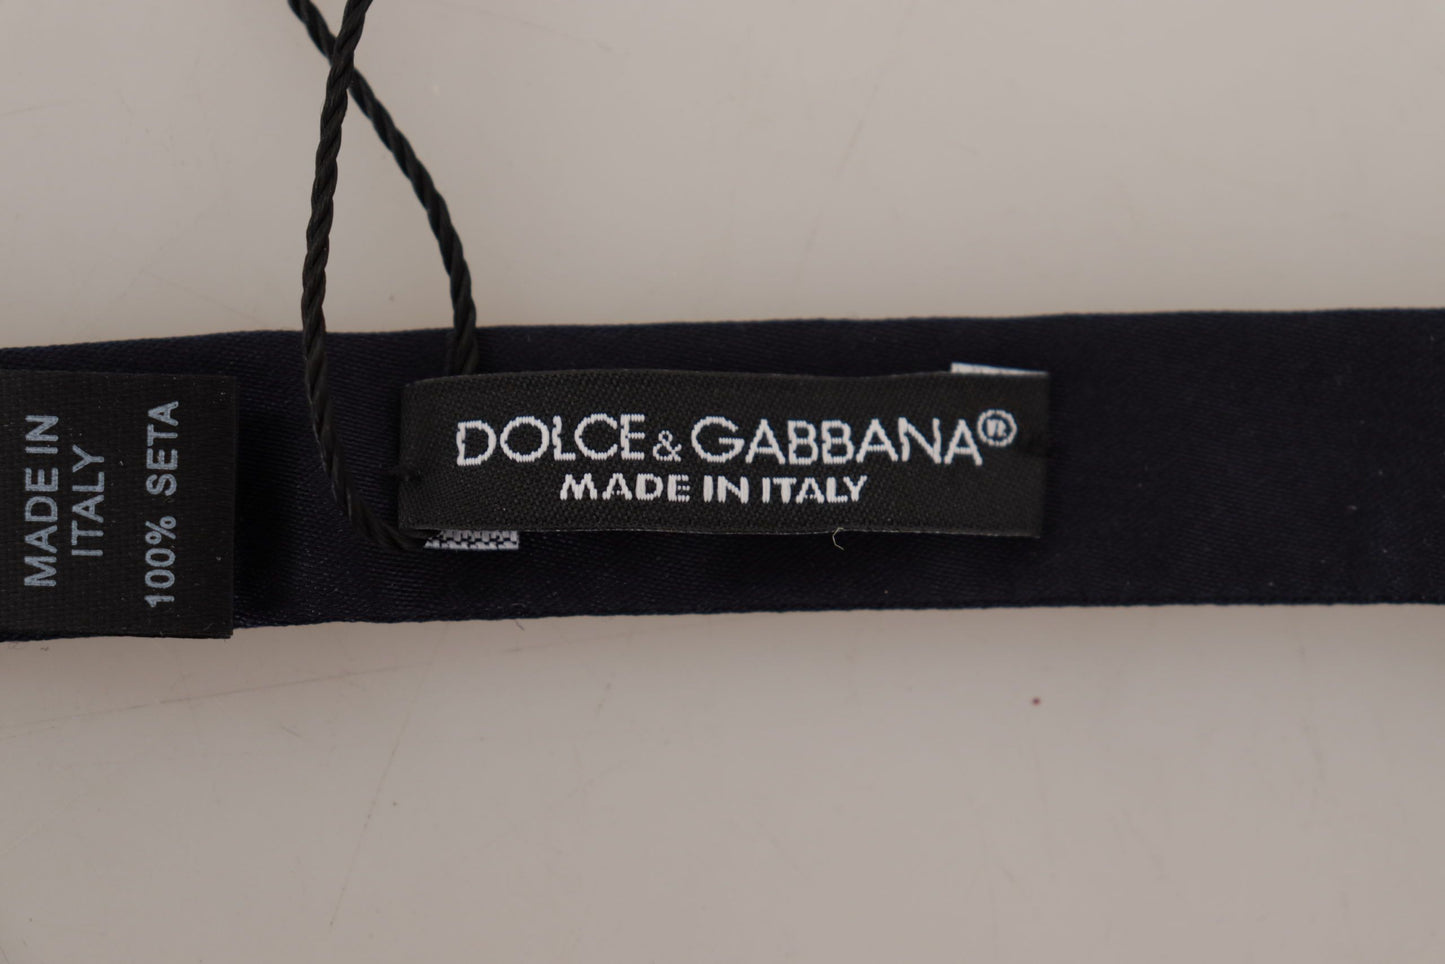 MADE IN
ITALY
100% SETA
DOLCE&GABBANA®
MADE IN ITALY